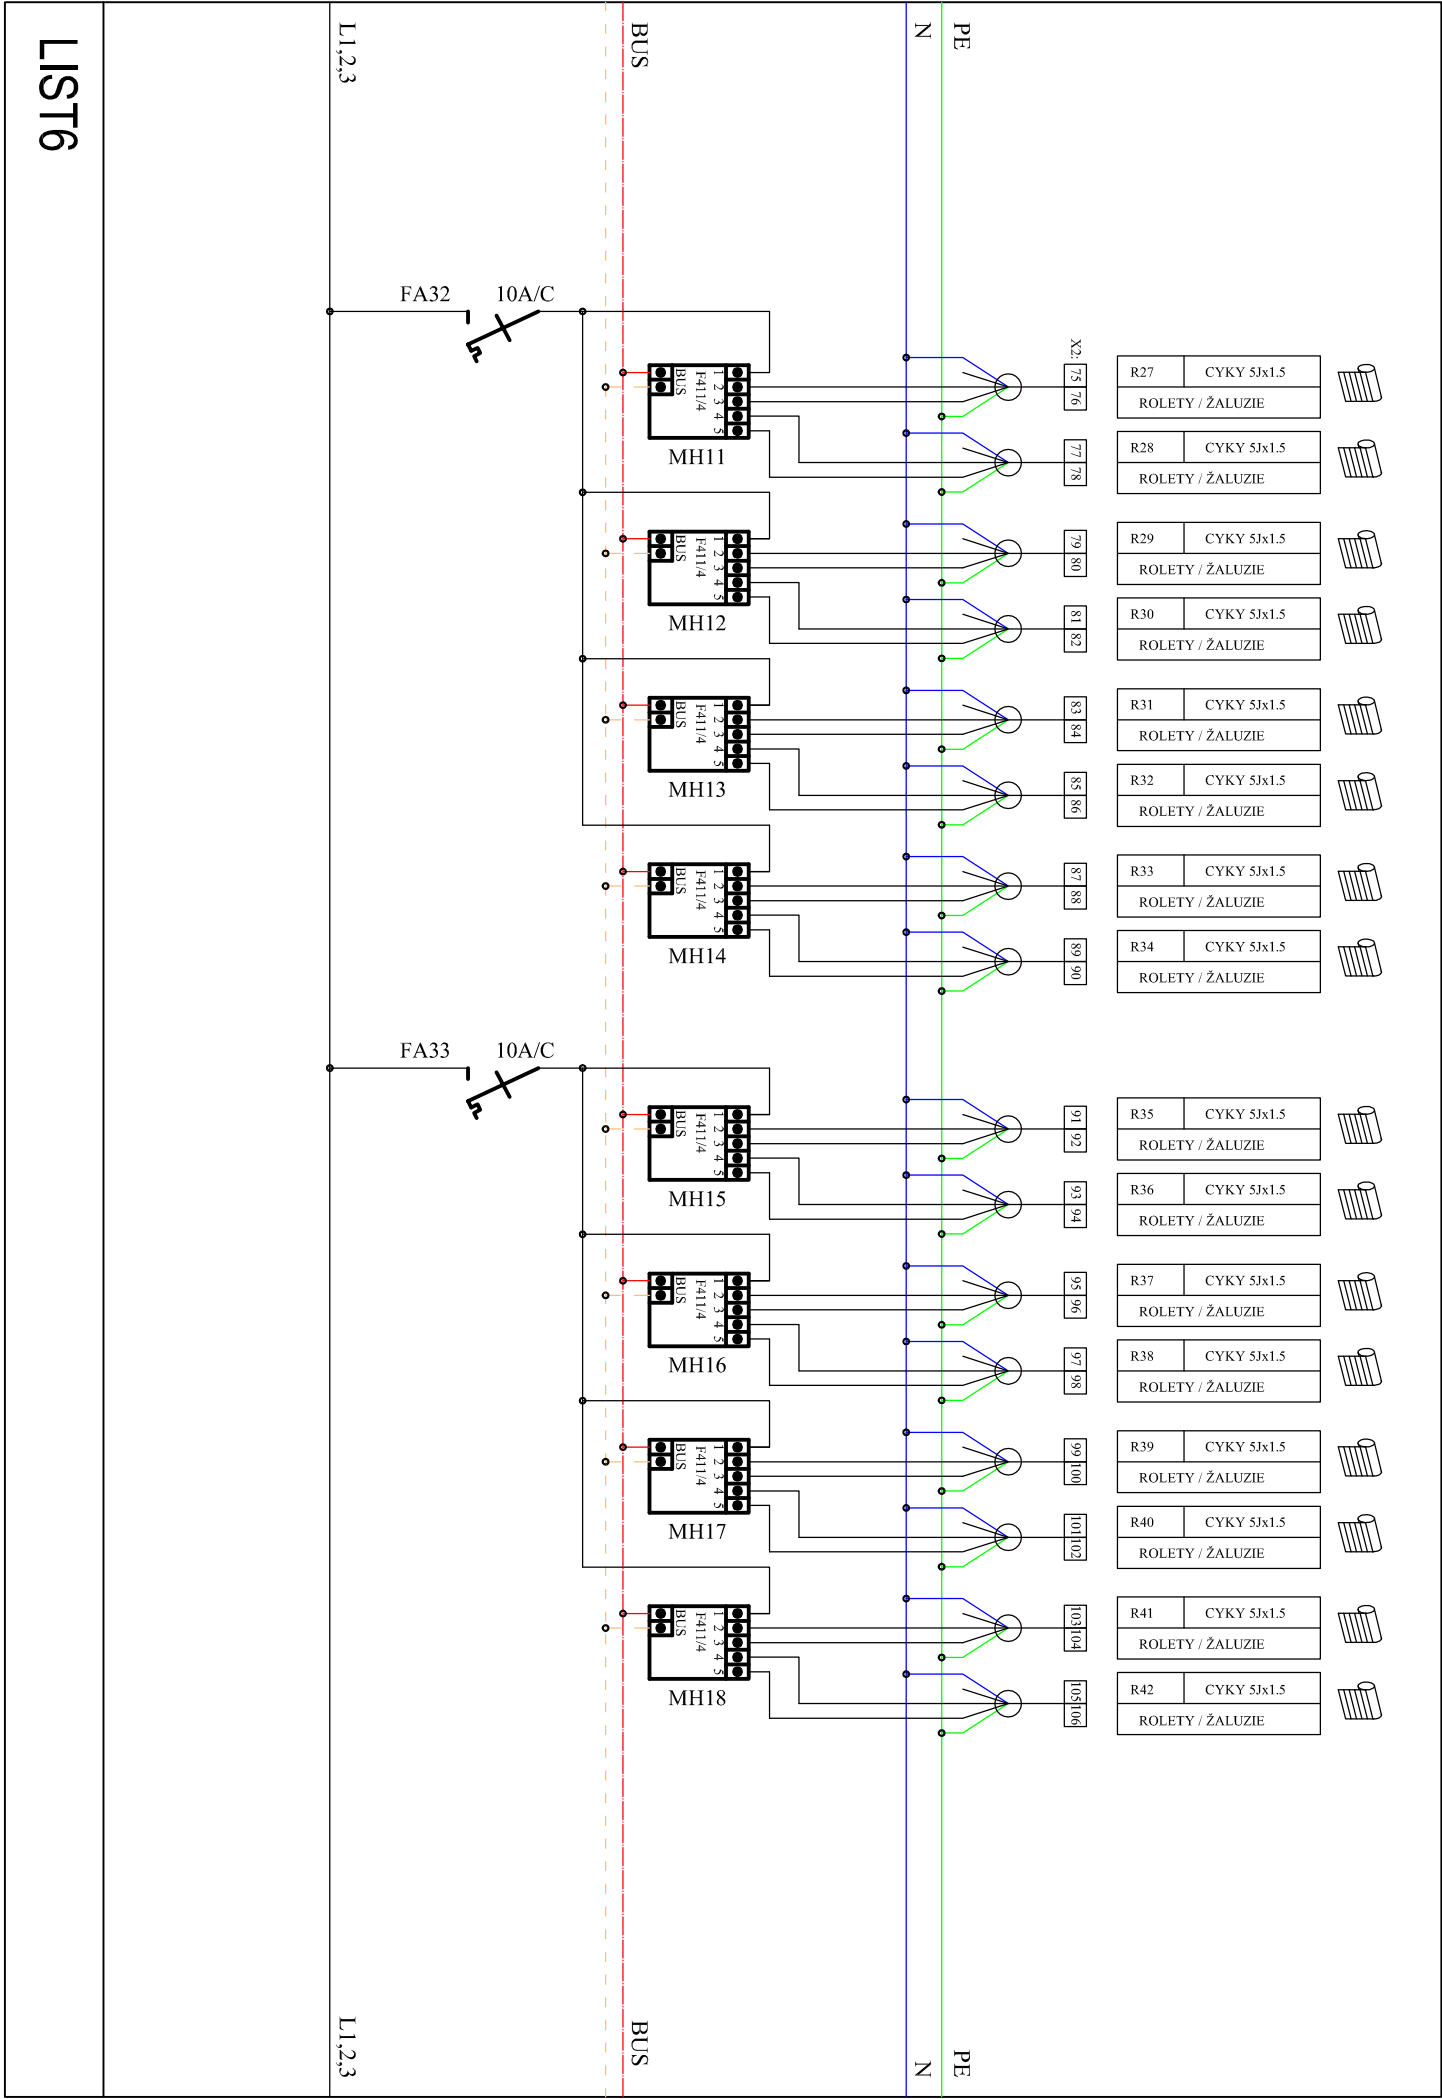 LIST6
L1,2,3
BUS
N
PE
FA32 10A/C
X2: 75 76
R27 CYKY 5Jx1.5
ROLETY / ŽALUZIE
1 2 3 4 5
F411/4
BUS
MH11
77 78
R28 CYKY 5Jx1.5
ROLETY / ŽALUZIE
79 80
R29 CYKY 5Jx1.5
ROLETY / ŽALUZIE
1 2 3 4 5
F411/4
BUS
MH12
81 82
R30 CYKY 5Jx1.5
ROLETY / ŽALUZIE
83 84
R31 CYKY 5Jx1.5
ROLETY / ŽALUZIE
1 2 3 4 5
F411/4
BUS
MH13
85 86
R32 CYKY 5Jx1.5
ROLETY / ŽALUZIE
87 88
R33 CYKY 5Jx1.5
ROLETY / ŽALUZIE
1 2 3 4 5
F411/4
BUS
MH14
89 90
R34 CYKY 5Jx1.5
ROLETY / ŽALUZIE
FA33 10A/C
91 92
R35 CYKY 5Jx1.5
ROLETY / ŽALUZIE
1 2 3 4 5
F411/4
BUS
MH15
93 94
R36 CYKY 5Jx1.5
ROLETY / ŽALUZIE
95 96
R37 CYKY 5Jx1.5
ROLETY / ŽALUZIE
1 2 3 4 5
F411/4
BUS
MH16
97 98
R38 CYKY 5Jx1.5
ROLETY / ŽALUZIE
99 100
R39 CYKY 5Jx1.5
ROLETY / ŽALUZIE
1 2 3 4 5
F411/4
BUS
MH17
101 102
R40 CYKY 5Jx1.5
ROLETY / ŽALUZIE
103 104
R41 CYKY 5Jx1.5
ROLETY / ŽALUZIE
1 2 3 4 5
F411/4
BUS
MH18
105 106
R42 CYKY 5Jx1.5
ROLETY / ŽALUZIE
L1,2,3
BUS
N
PE